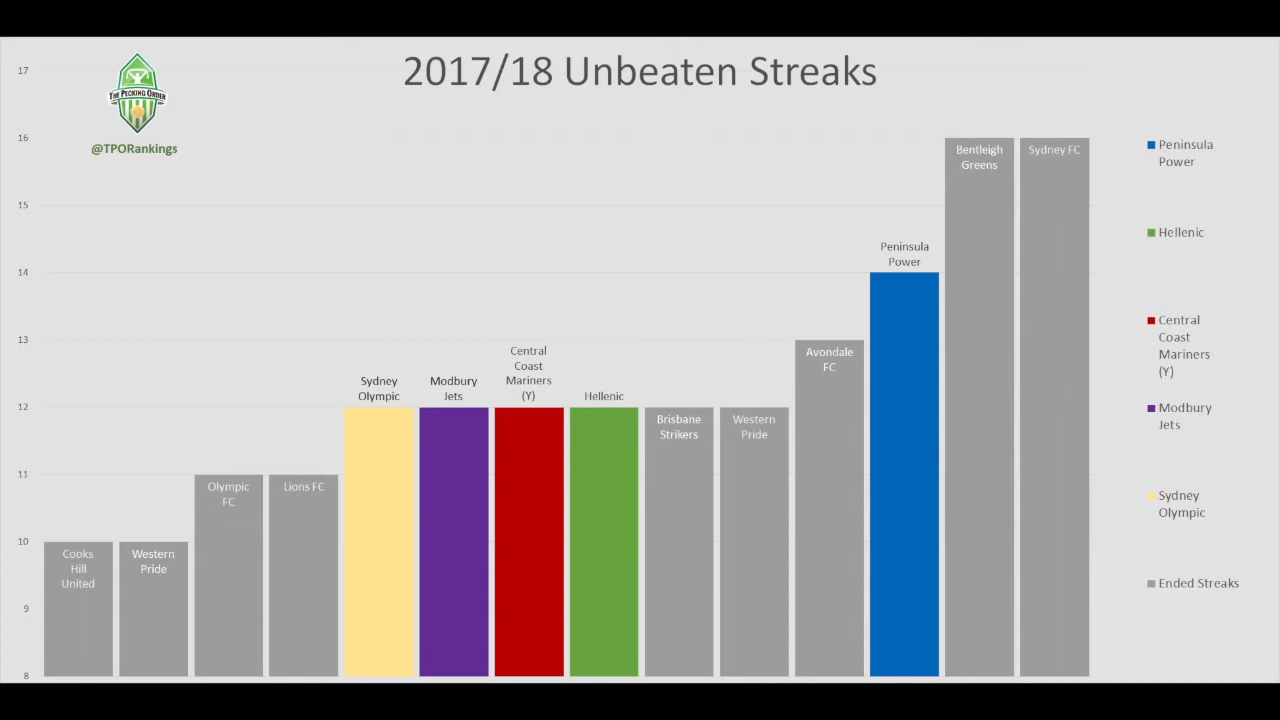 2017/18 Unbeaten Streaks
THE PECKING ORDER
@TPORankings
17
16
15
14
13
12
11
10
9
8
Cooks
Hill
United
Western
Pride
Olympic
FC
Lions FC
Sydney
Olympic
Modbury
Jets
Central
Coast
Mariners
(Y)
Hellenic
Brisbane
Strikers
Western
Pride
Avondale
FC
Peninsula
Power
Bentleigh
Greens
Sydney FC
Peninsula
Power
Hellenic
Central
Coast
Mariners
(Y)
Modbury
Jets
Sydney
Olympic
Ended Streaks